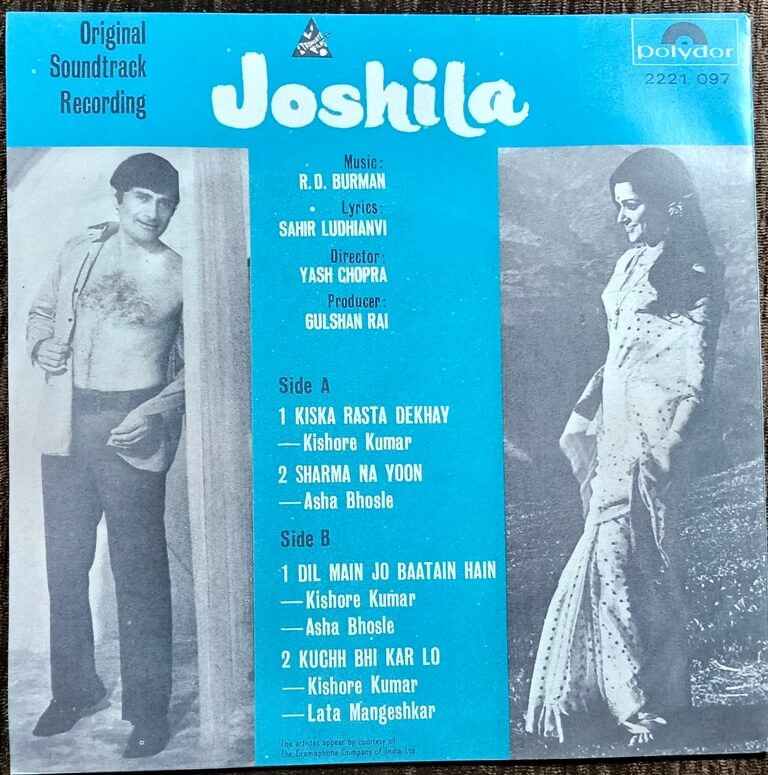 Original
Soundtrack
Recording
Joshila
polydor
2221 097
Music:
R.D. BURMAN
Lyrics:
SAHIR LUDHIANVI
Director:
YASH CHOPRA
Producer:
GULSHAN RAI
Side A
1 KISKA RASTA DEKHAY
—Kishore Kumar
2 SHARMA NA YOON
—Asha Bhosle
Side B
1 DIL MAIN JO BAATAIN HAIN
—Kishore Kumar
—Asha Bhosle
2 KUCHH BHI KAR LO
—Kishore Kumar
—Lata Mangeshkar
The artistes appear by courtesy of:
The Gramophone Company of India Ltd.